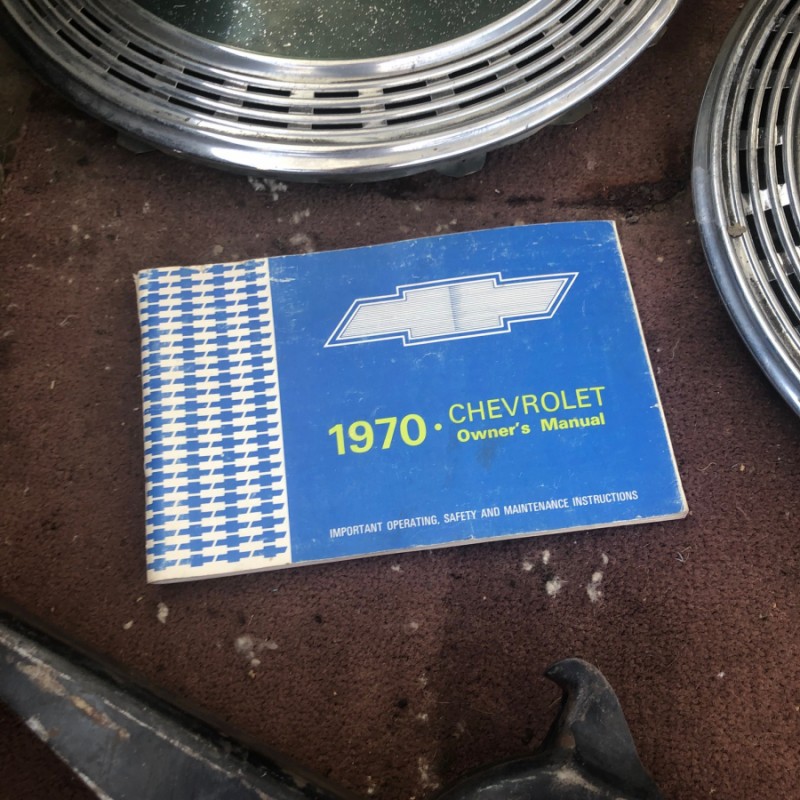 1970 · CHEVROLET
Owner's Manual
IMPORTANT OPERATING, SAFETY AND MAINTENANCE INSTRUCTIONS